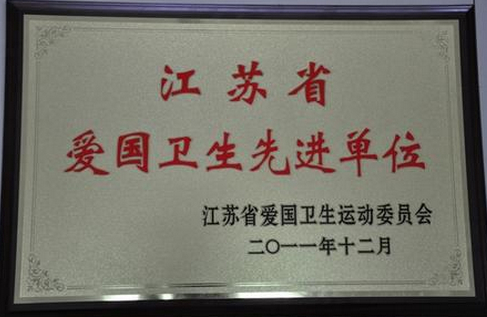 江苏省
爱国卫生先进单位
江苏省爱国卫生运动委员会
二〇一一年十二月